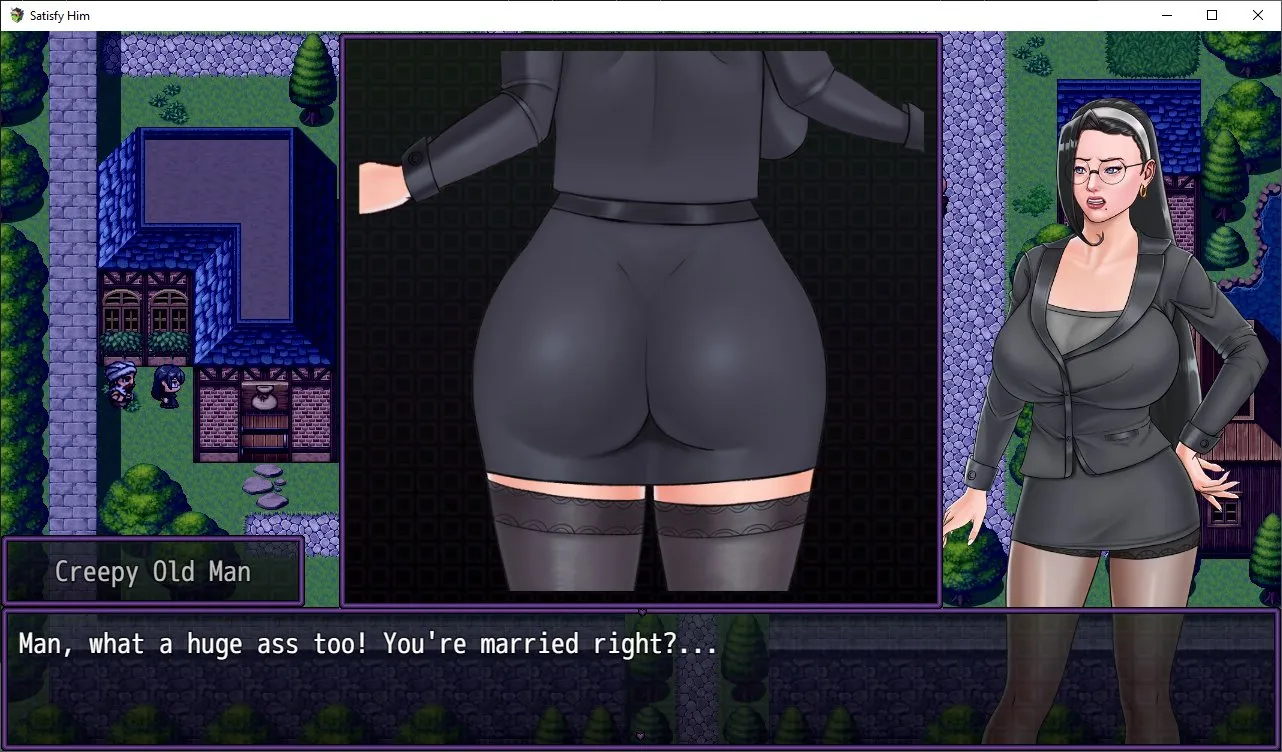 Satisfy Him
Creepy Old Man
Man, what a huge ass too! You're married right?...